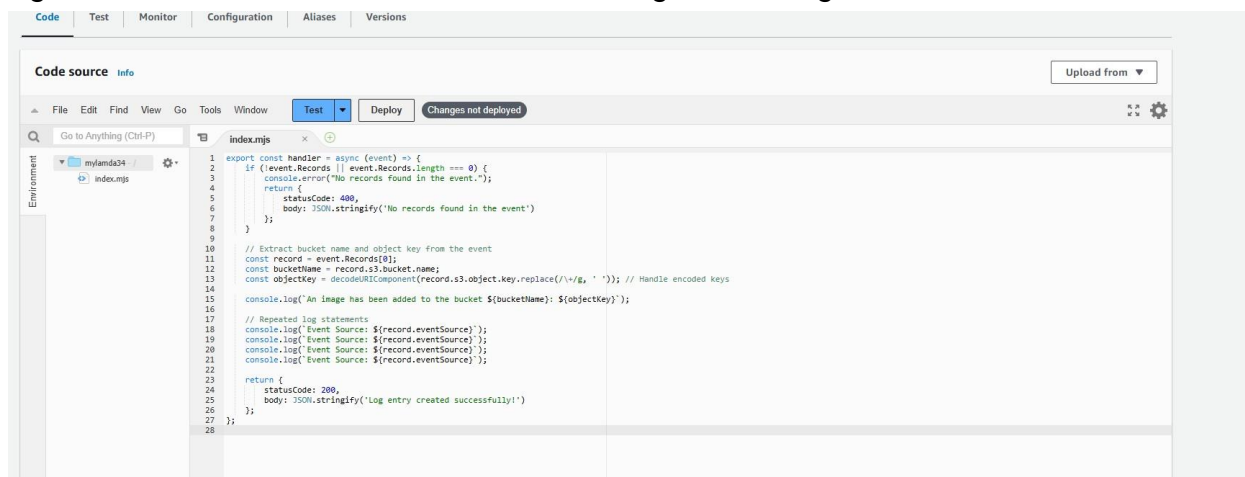 Code Test Monitor Configuration Aliases Versions
Code source Info
Upload from ▼
File Edit Find View Go Tools Window Test Deploy Changes not deployed
Go to Anything (Ctrl-P)
index.mjs ×
Environment
mylamda34 - /
index.mjs
1 export const handler = async (event) => {
2     if (!event.Records || event.Records.length === 0) {
3         console.error("No records found in the event.");
4         return {
5             statusCode: 400,
6             body: JSON.stringify('No records found in the event')
7         };
8     }
9
10     // Extract bucket name and object key from the event
11     const record = event.Records[0];
12     const bucketName = record.s3.bucket.name;
13     const objectKey = decodeURIComponent(record.s3.object.key.replace(/\+/g, ' ')); // Handle encoded keys
14
15     console.log(`An image has been added to the bucket ${bucketName}: ${objectKey}`);
16
17     // Repeated log statements
18     console.log(`Event Source: ${record.eventSource}`);
19     console.log(`Event Source: ${record.eventSource}`);
20     console.log(`Event Source: ${record.eventSource}`);
21     console.log(`Event Source: ${record.eventSource}`);
22
23     return {
24         statusCode: 200,
25         body: JSON.stringify('Log entry created successfully!')
26     };
27 };
28